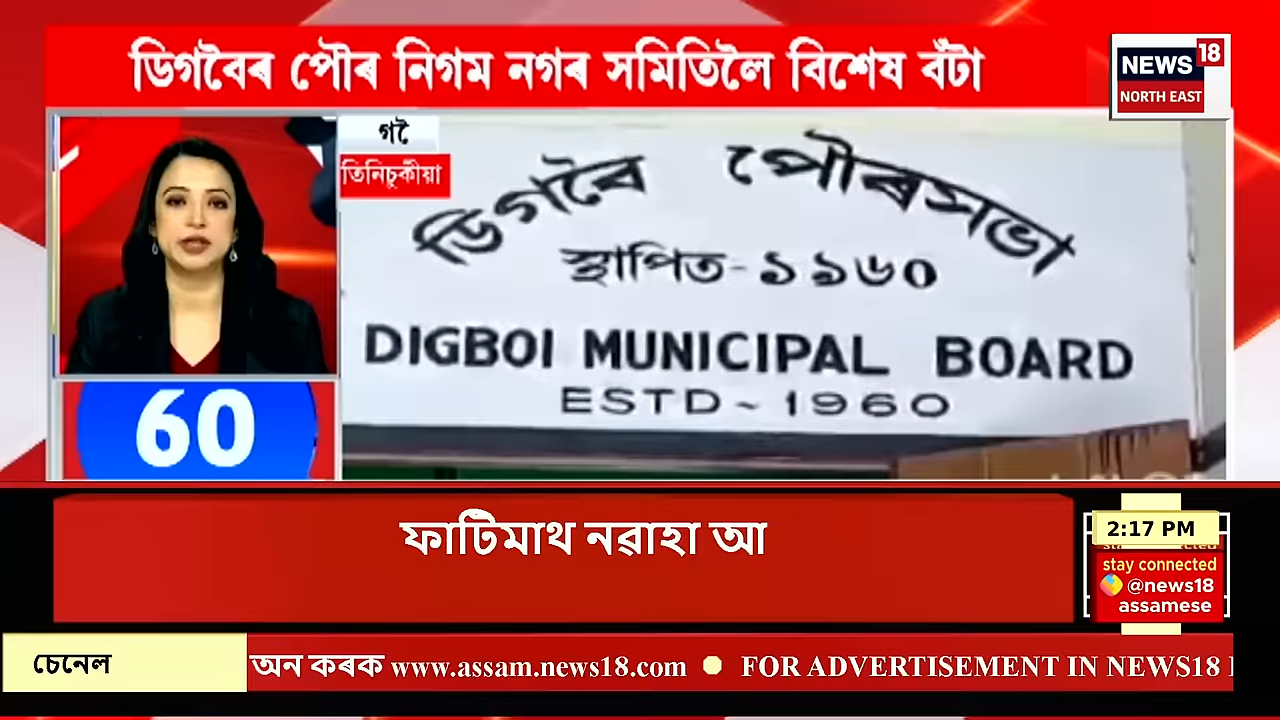 ডিগবৈৰ পৌৰ নিগম নগৰ সমিতিলৈ বিশেষ বঁটা
NEWS 18
NORTH EAST
গগৈ
তিনিচুকীয়া
ডিগবৈ পৌৰসভা
স্থাপিত - ১৯৬০
DIGBOI MUNICIPAL BOARD
ESTD ~ 1960
60
ফাটিমাথ নৱাহা আ
2:17 PM
stay connected
@news18
assamese
চেনেল
অন কৰক www.assam.news18.com
FOR ADVERTISEMENT IN NEWS18